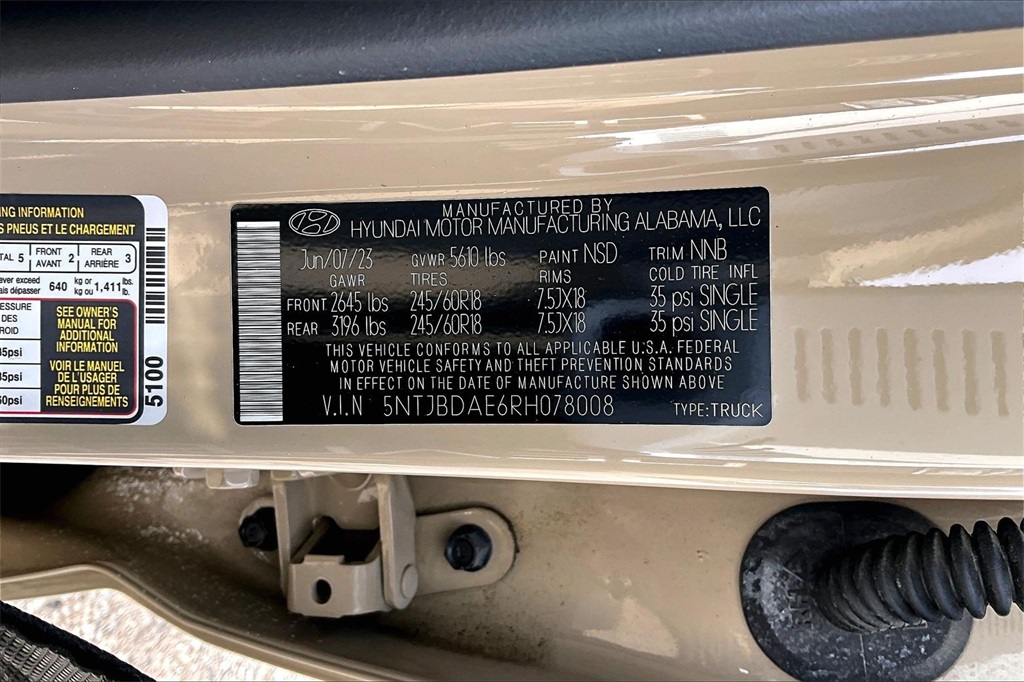 ING INFORMATION
S PNEUS ET LE CHARGEMENT
TAL 5 FRONT AVANT 2 REAR ARRIÈRE 3
ever exceed
mais dépasser 640 kg or kg ou 1,411 lb. lbs.
ESSURE
DES
ROID
35psi
35psi
60psi
SEE OWNER'S
MANUAL FOR
ADDITIONAL
INFORMATION
VOIR LE MANUEL
DE L'USAGER
POUR PLUS DE
RENSEIGNEMENTS
5100
MANUFACTURED BY
HYUNDAI MOTOR MANUFACTURING ALABAMA, LLC
Jun/07/23 GVWR 5610 lbs PAINT NSD TRIM NNB
GAWR TIRES RIMS COLD TIRE INFL
FRONT 2645 lbs 245/60R18 7.5JX18 35 psi SINGLE
REAR 3196 lbs 245/60R18 7.5JX18 35 psi SINGLE
THIS VEHICLE CONFORMS TO ALL APPLICABLE U.S.A. FEDERAL
MOTOR VEHICLE SAFETY AND THEFT PREVENTION STANDARDS
IN EFFECT ON THE DATE OF MANUFACTURE SHOWN ABOVE
V.I.N 5NTJBDAE6RH078008 TYPE:TRUCK